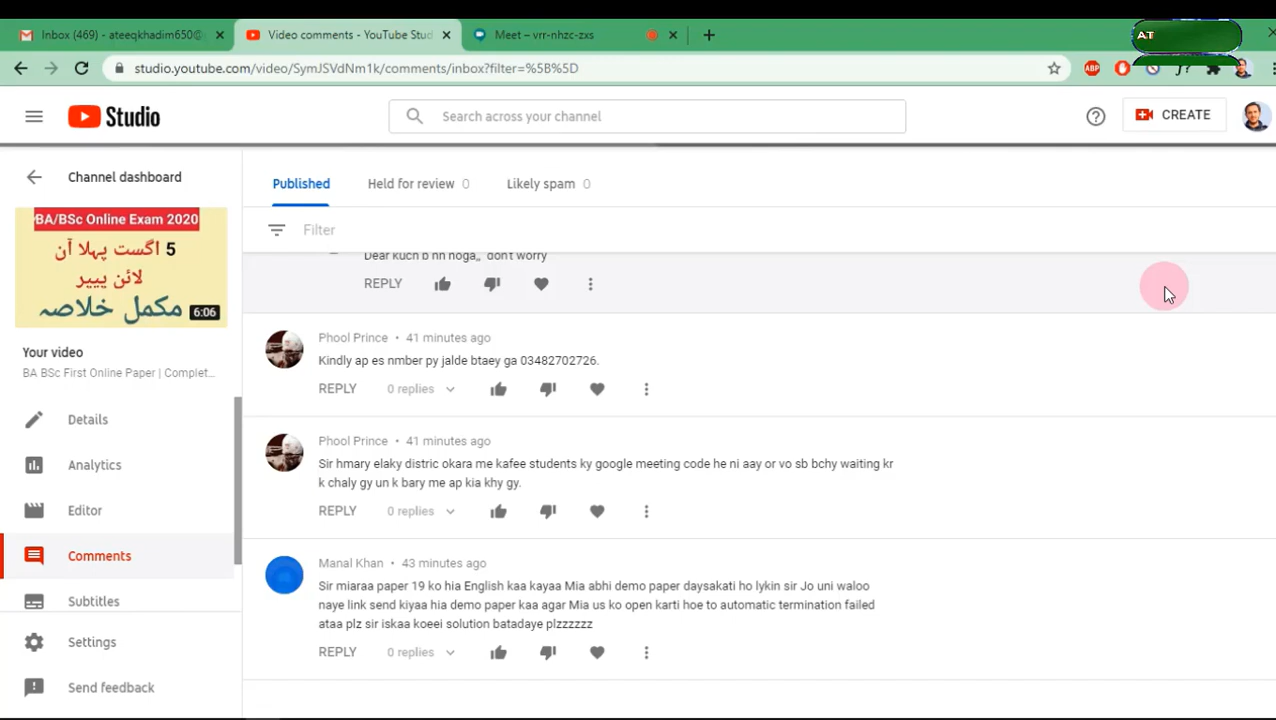 Inbox (469) - ateeqkhadim650@
Video comments - YouTube Stud
Meet – vrr-nhzc-zxs
AT
studio.youtube.com/video/SymJSVdNm1k/comments/inbox?filter=%5B%5D
ABP
f?
Studio
Search across your channel
CREATE
Channel dashboard
Published
Held for review 0
Likely spam 0
BA/BSc Online Exam 2020
5 اگست پہلا آن
لائن پیپر
مکمل خلاصہ
6:06
Filter
Dear kuch b nn hoga,, don't worry
REPLY
Phool Prince • 41 minutes ago
Kindly ap es nmber py jalde btaey ga 03482702726.
REPLY 0 replies
Your video
BA BSc First Online Paper | Complet...
Details
Analytics
Editor
Comments
Subtitles
Settings
Send feedback
Phool Prince • 41 minutes ago
Sir hmary elaky distric okara me kafee students ky google meeting code he ni aay or vo sb bchy waiting kr
k chaly gy un k bary me ap kia khy gy.
REPLY 0 replies
Manal Khan • 43 minutes ago
Sir miaraa paper 19 ko hia English kaa kayaa Mia abhi demo paper daysakati ho lykin sir Jo uni waloo
naye link send kiyaa hia demo paper kaa agar Mia us ko open karti hoe to automatic termination failed
ataa plz sir iskaa koeei solution batadaye plzzzzzz
REPLY 0 replies